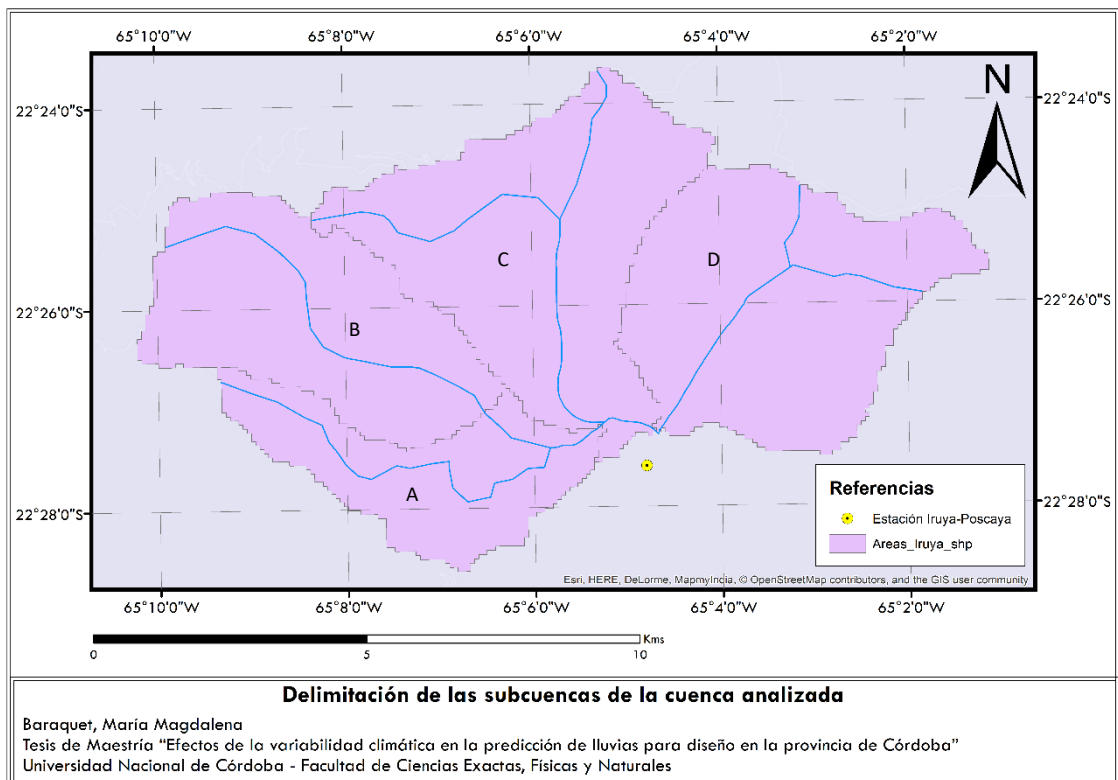 65°10'0"W 65°8'0"W 65°6'0"W 65°4'0"W 65°2'0"W
N
22°24'0"S 22°24'0"S
C D
22°26'0"S 22°26'0"S
B
A
22°28'0"S 22°28'0"S
Referencias
Estación Iruya-Poscaya
Areas_Iruya_shp
Esri, HERE, DeLorme, MapmyIndia, © OpenStreetMap contributors, and the GIS user community
65°10'0"W 65°8'0"W 65°6'0"W 65°4'0"W 65°2'0"W
Kms
0 5 10
Delimitación de las subcuencas de la cuenca analizada
Baraquet, María Magdalena
Tesis de Maestría “Efectos de la variabilidad climática en la predicción de lluvias para diseño en la provincia de Córdoba”
Universidad Nacional de Córdoba - Facultad de Ciencias Exactas, Físicas y Naturales